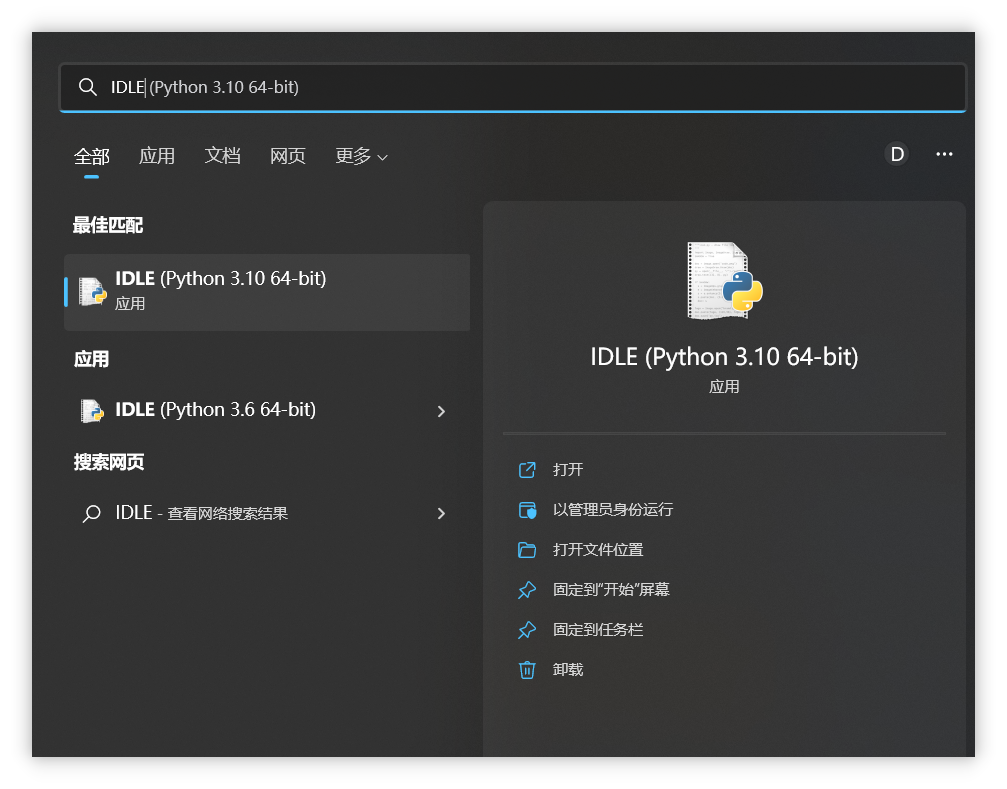 IDLE (Python 3.10 64-bit)
全部 应用 文档 网页 更多
D
最佳匹配
IDLE (Python 3.10 64-bit)
应用
应用
IDLE (Python 3.6 64-bit)
搜索网页
IDLE - 查看网络搜索结果
IDLE (Python 3.10 64-bit)
应用
打开
以管理员身份运行
打开文件位置
固定到“开始”屏幕
固定到任务栏
卸载